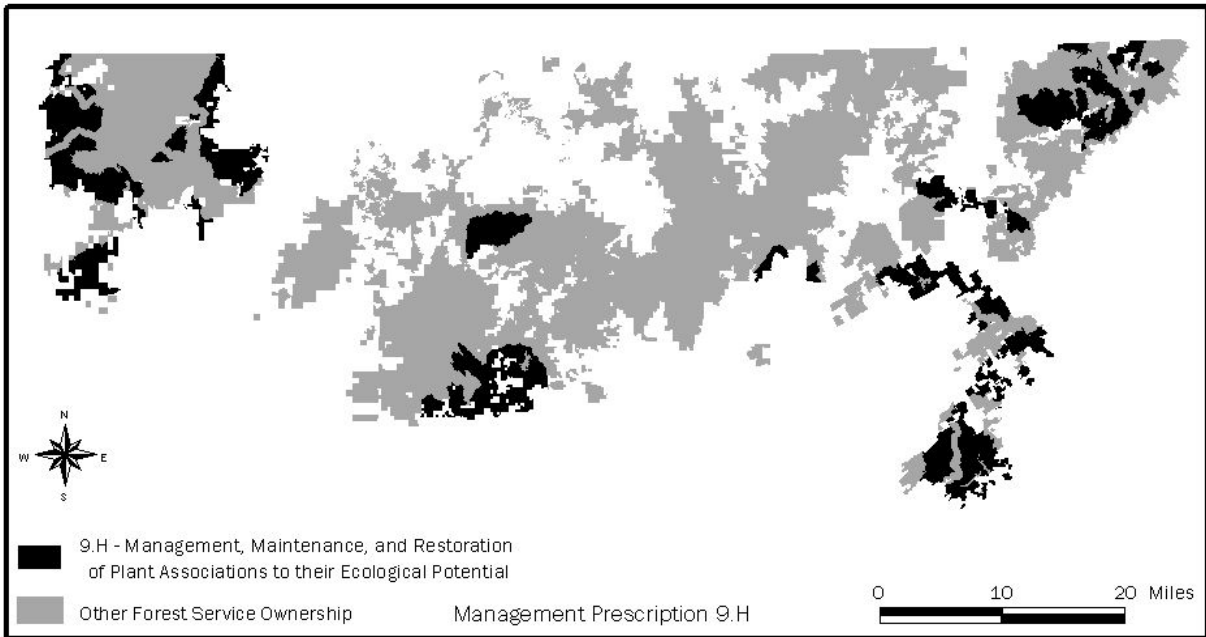 N
W E
S
9.H - Management, Maintenance, and Restoration
of Plant Associations to their Ecological Potential
Other Forest Service Ownership
Management Prescription 9.H
0 10 20 Miles